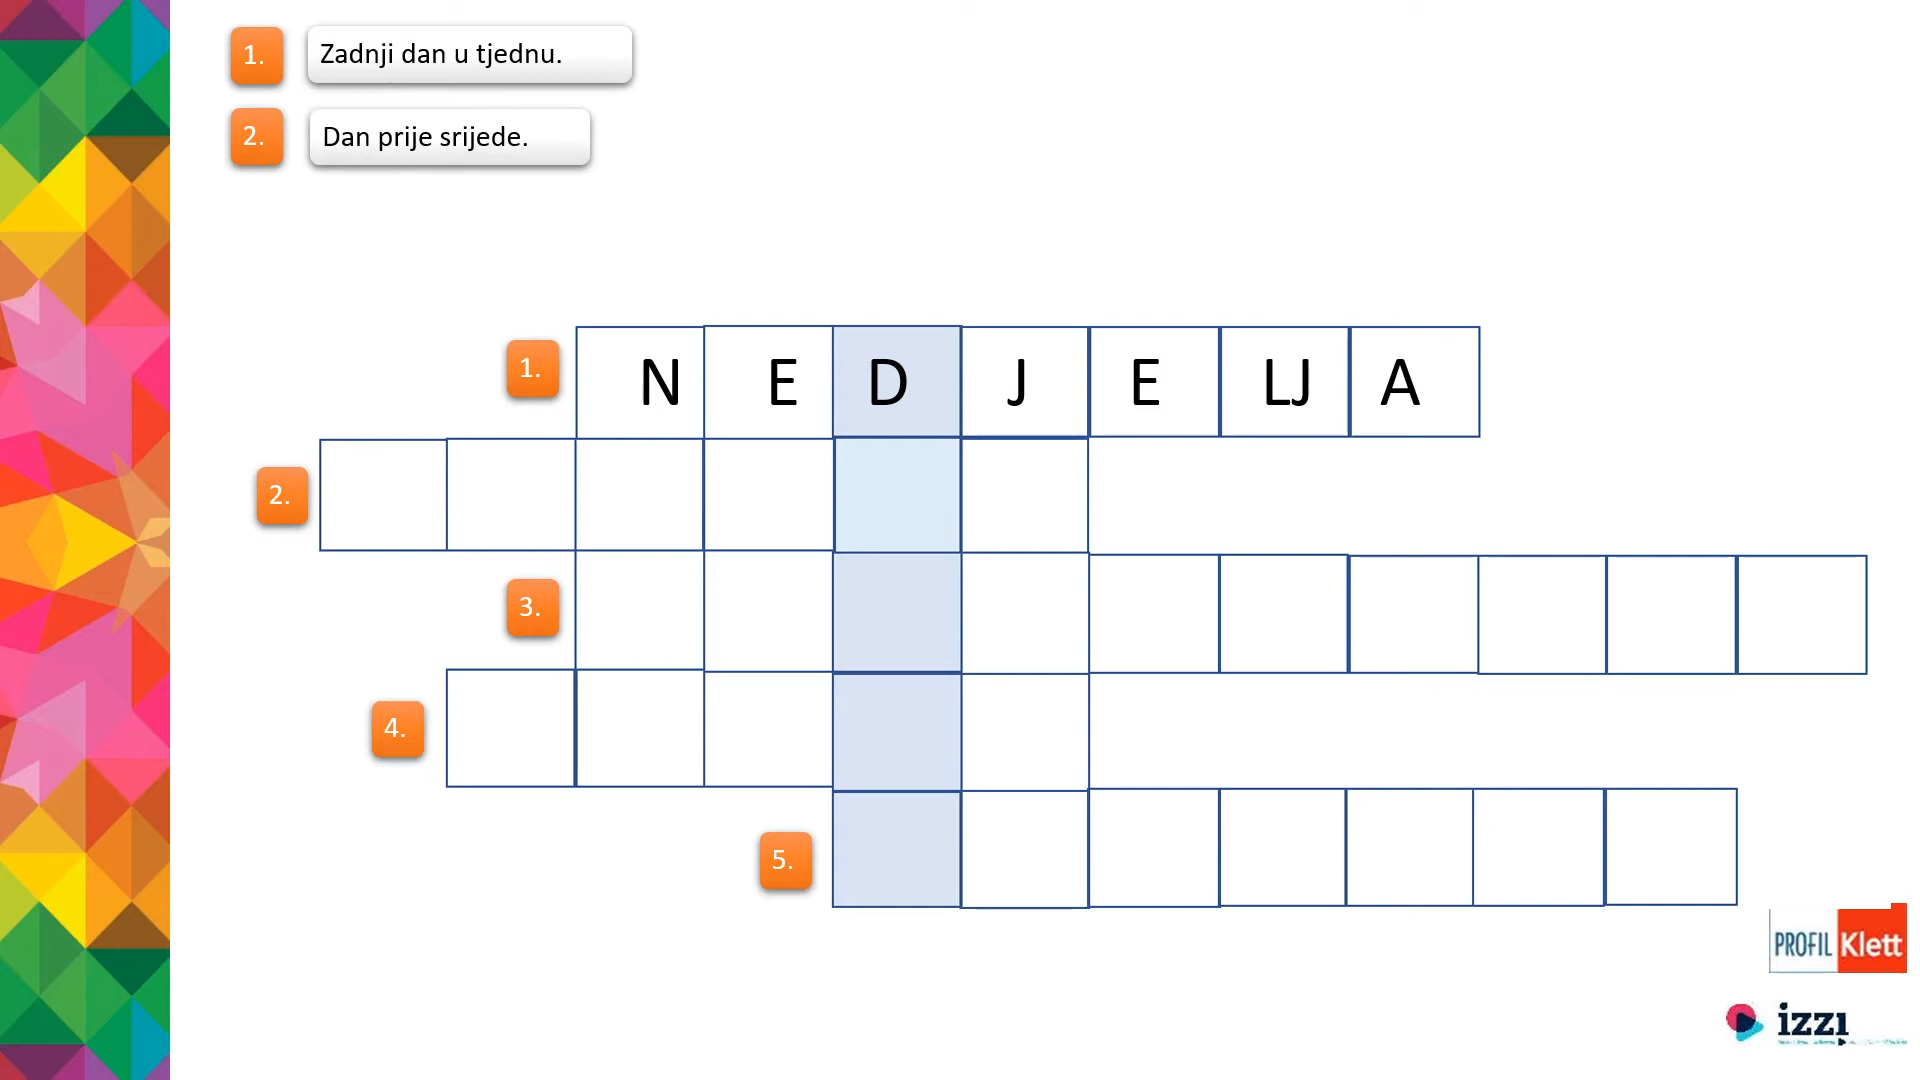 1.
Zadnji dan u tjednu.
2.
Dan prije srijede.
1.
N E D J E LJ A
2.
3.
4.
5.
PROFIL Klett
izzi